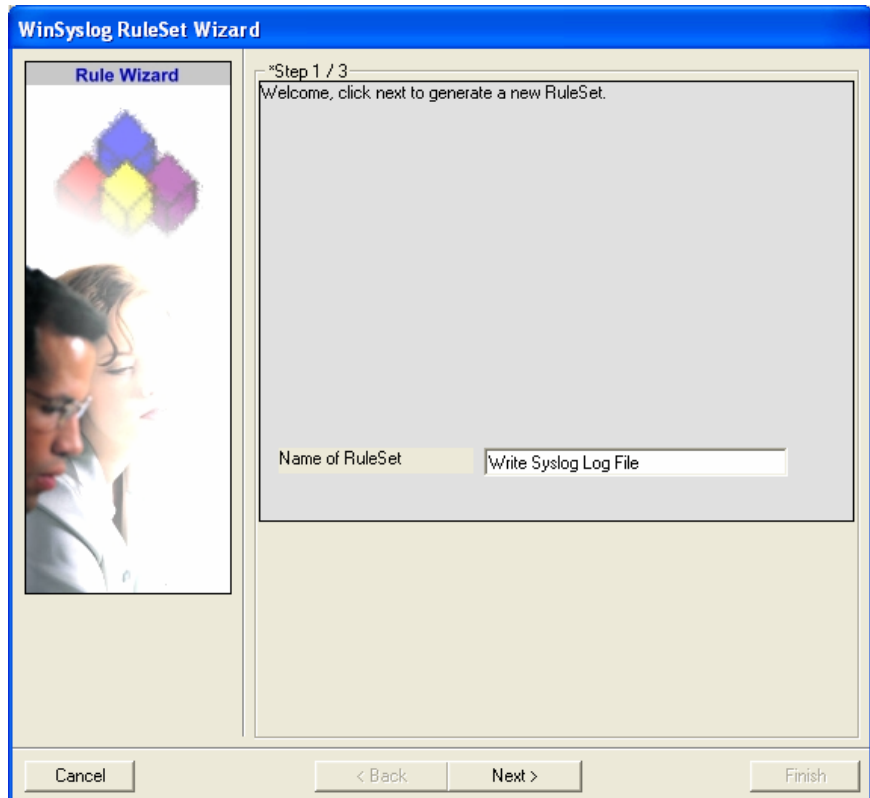 WinSyslog RuleSet Wizard
Rule Wizard
*Step 1 / 3
Welcome, click next to generate a new RuleSet.
Name of RuleSet
Write Syslog Log File
Cancel
< Back
Next >
Finish